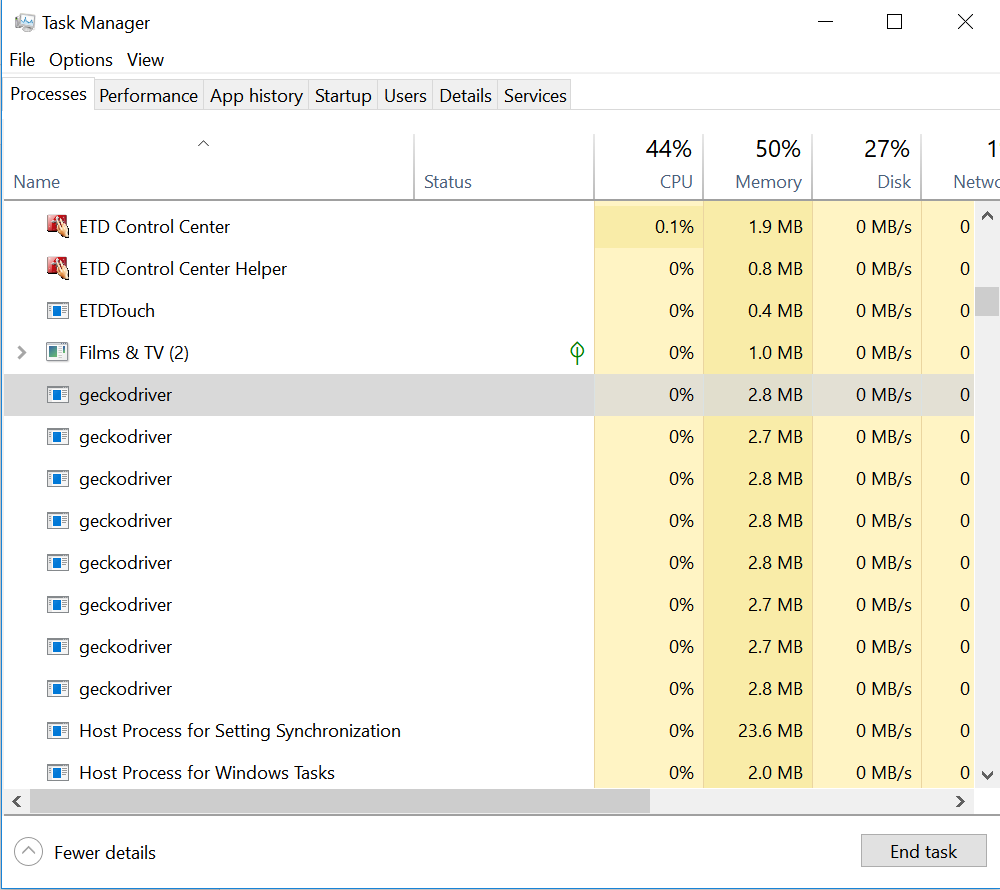 Task Manager
File Options View
Processes Performance App history Startup Users Details Services
44% 50% 27% 1
Name Status CPU Memory Disk Netwo
ETD Control Center 0.1% 1.9 MB 0 MB/s 0
ETD Control Center Helper 0% 0.8 MB 0 MB/s 0
ETDTouch 0% 0.4 MB 0 MB/s 0
Films & TV (2) 0% 1.0 MB 0 MB/s 0
geckodriver 0% 2.8 MB 0 MB/s 0
geckodriver 0% 2.7 MB 0 MB/s 0
geckodriver 0% 2.8 MB 0 MB/s 0
geckodriver 0% 2.8 MB 0 MB/s 0
geckodriver 0% 2.8 MB 0 MB/s 0
geckodriver 0% 2.7 MB 0 MB/s 0
geckodriver 0% 2.7 MB 0 MB/s 0
geckodriver 0% 2.8 MB 0 MB/s 0
Host Process for Setting Synchronization 0% 23.6 MB 0 MB/s 0
Host Process for Windows Tasks 0% 2.0 MB 0 MB/s 0
Fewer details End task